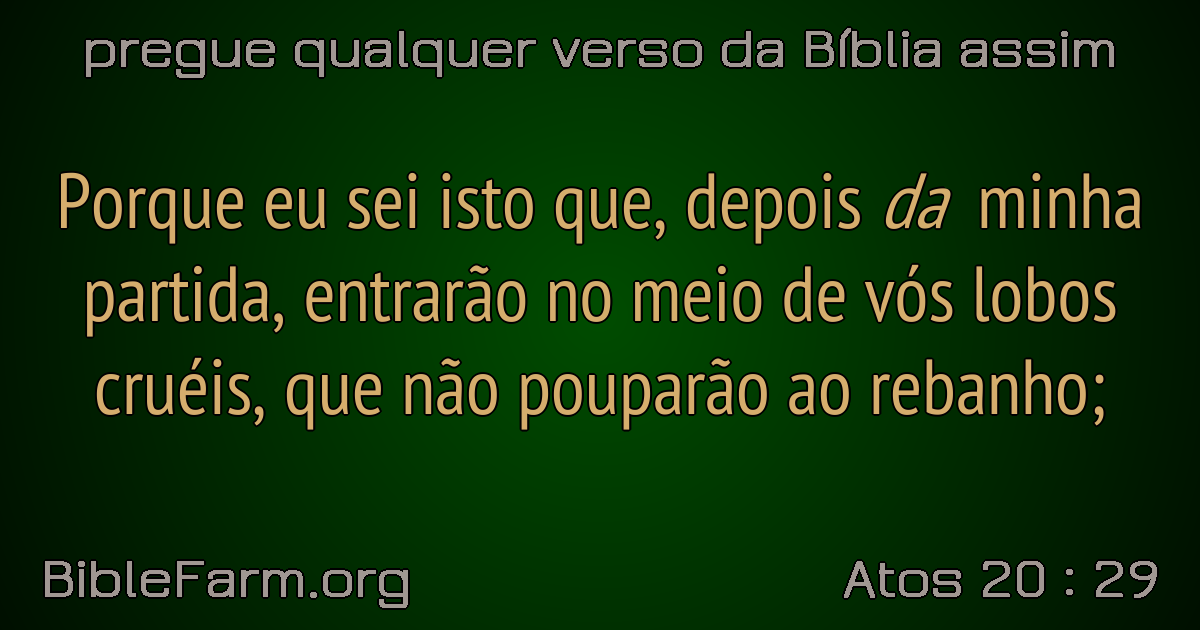 pregue qualquer verso da Bíblia assim
Porque eu sei isto que, depois da minha
partida, entrarão no meio de vós lobos
cruéis, que não pouparão ao rebanho;
BibleFarm.org
Atos 20 : 29